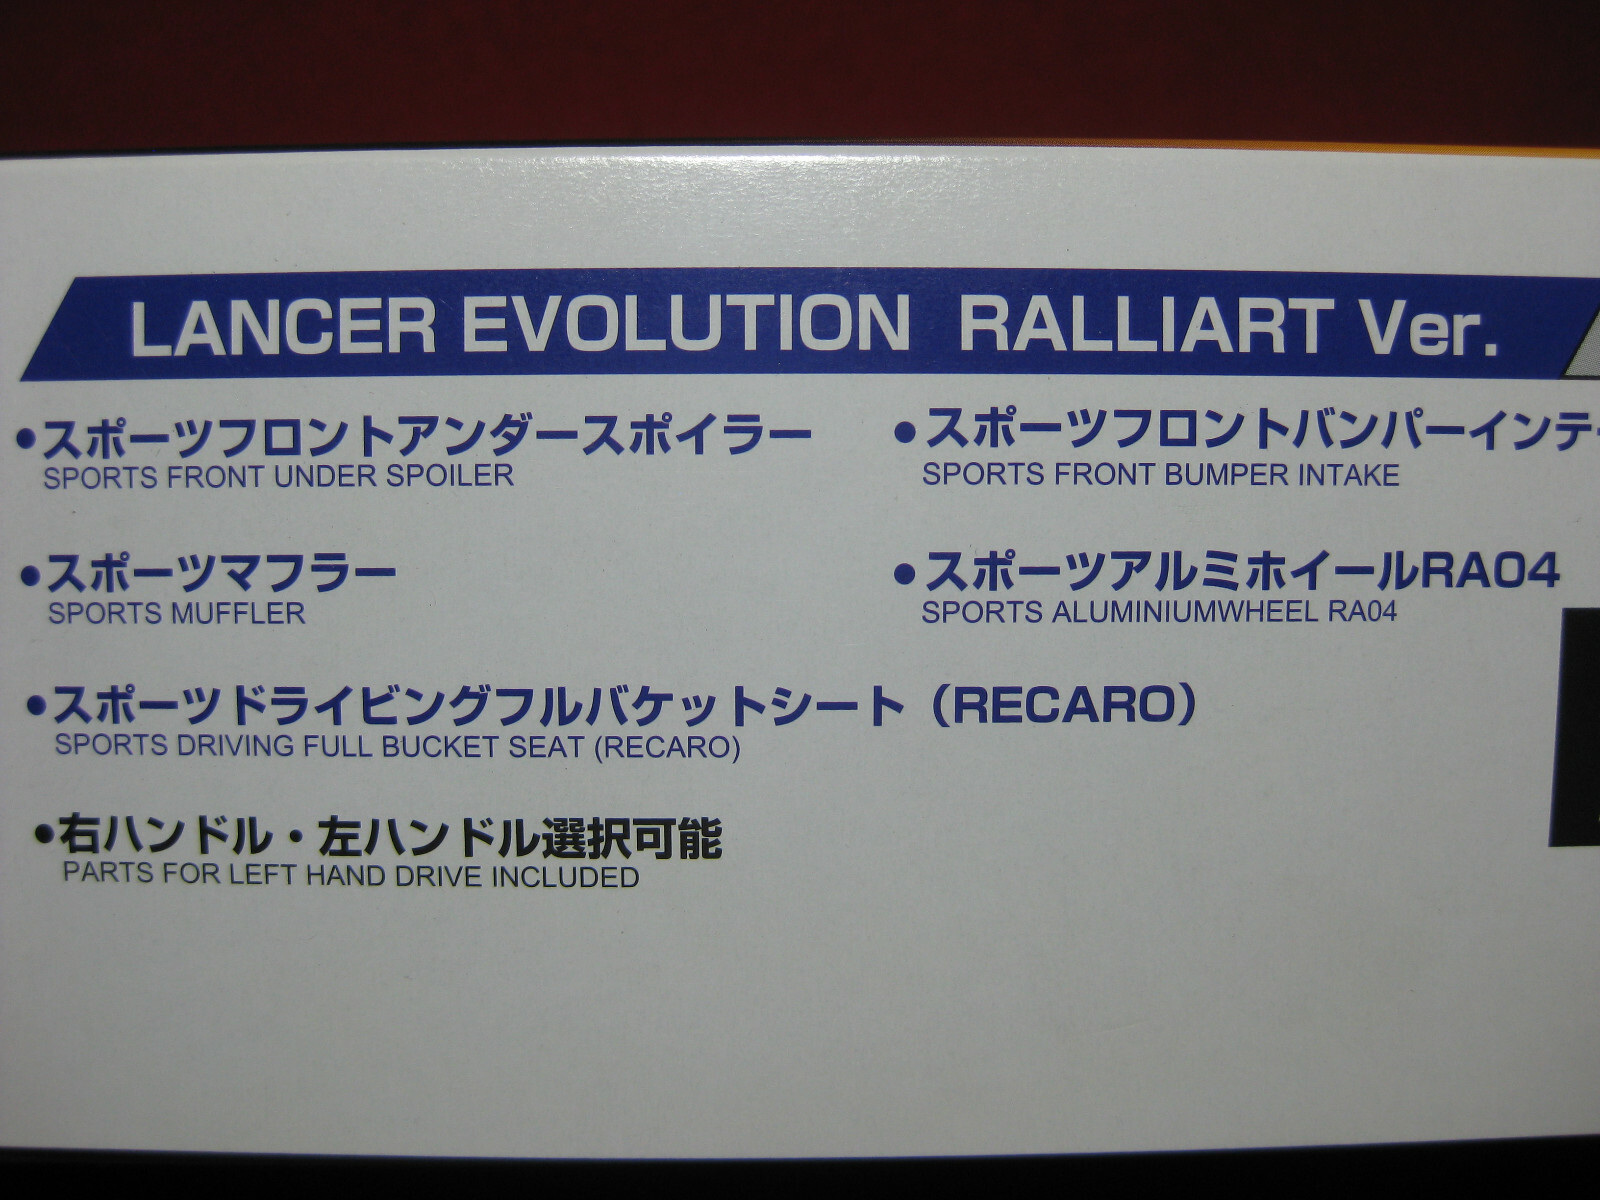 LANCER EVOLUTION RALLIART Ver.
•スポーツフロントアンダースポイラー
SPORTS FRONT UNDER SPOILER
•スポーツフロントバンパーインテー
SPORTS FRONT BUMPER INTAKE
•スポーツマフラー
SPORTS MUFFLER
•スポーツアルミホイールRA04
SPORTS ALUMINIUMWHEEL RA04
•スポーツドライビングフルバケットシート（RECARO）
SPORTS DRIVING FULL BUCKET SEAT (RECARO)
•右ハンドル・左ハンドル選択可能
PARTS FOR LEFT HAND DRIVE INCLUDED